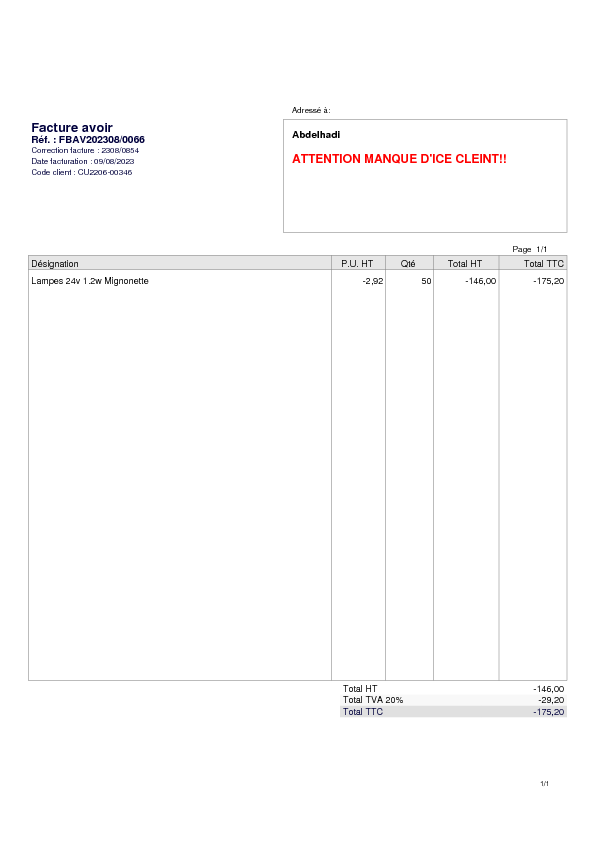 Adressé à:
Facture avoir
Réf. : FBAV202308/0066
Correction facture : 2308/0854
Date facturation : 09/08/2023
Code client : CU2206-00346
Abdelhadi
ATTENTION MANQUE D'ICE CLEINT!!
Page 1/1
Désignation P.U. HT Qté Total HT Total TTC
Lampes 24v 1.2w Mignonette -2,92 50 -146,00 -175,20
Total HT -146,00
Total TVA 20% -29,20
Total TTC -175,20
1/1